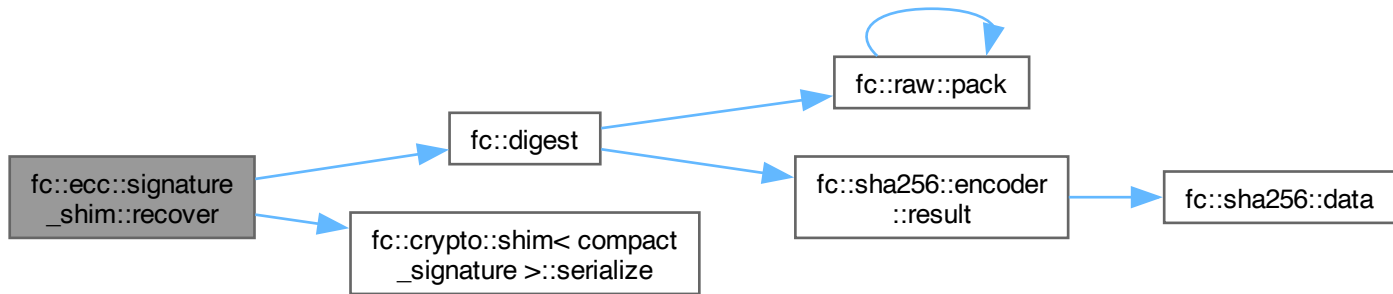 fc::ecc::signature
_shim::recover
fc::digest
fc::crypto::shim< compact
_signature >::serialize
fc::raw::pack
fc::sha256::encoder
::result
fc::sha256::data